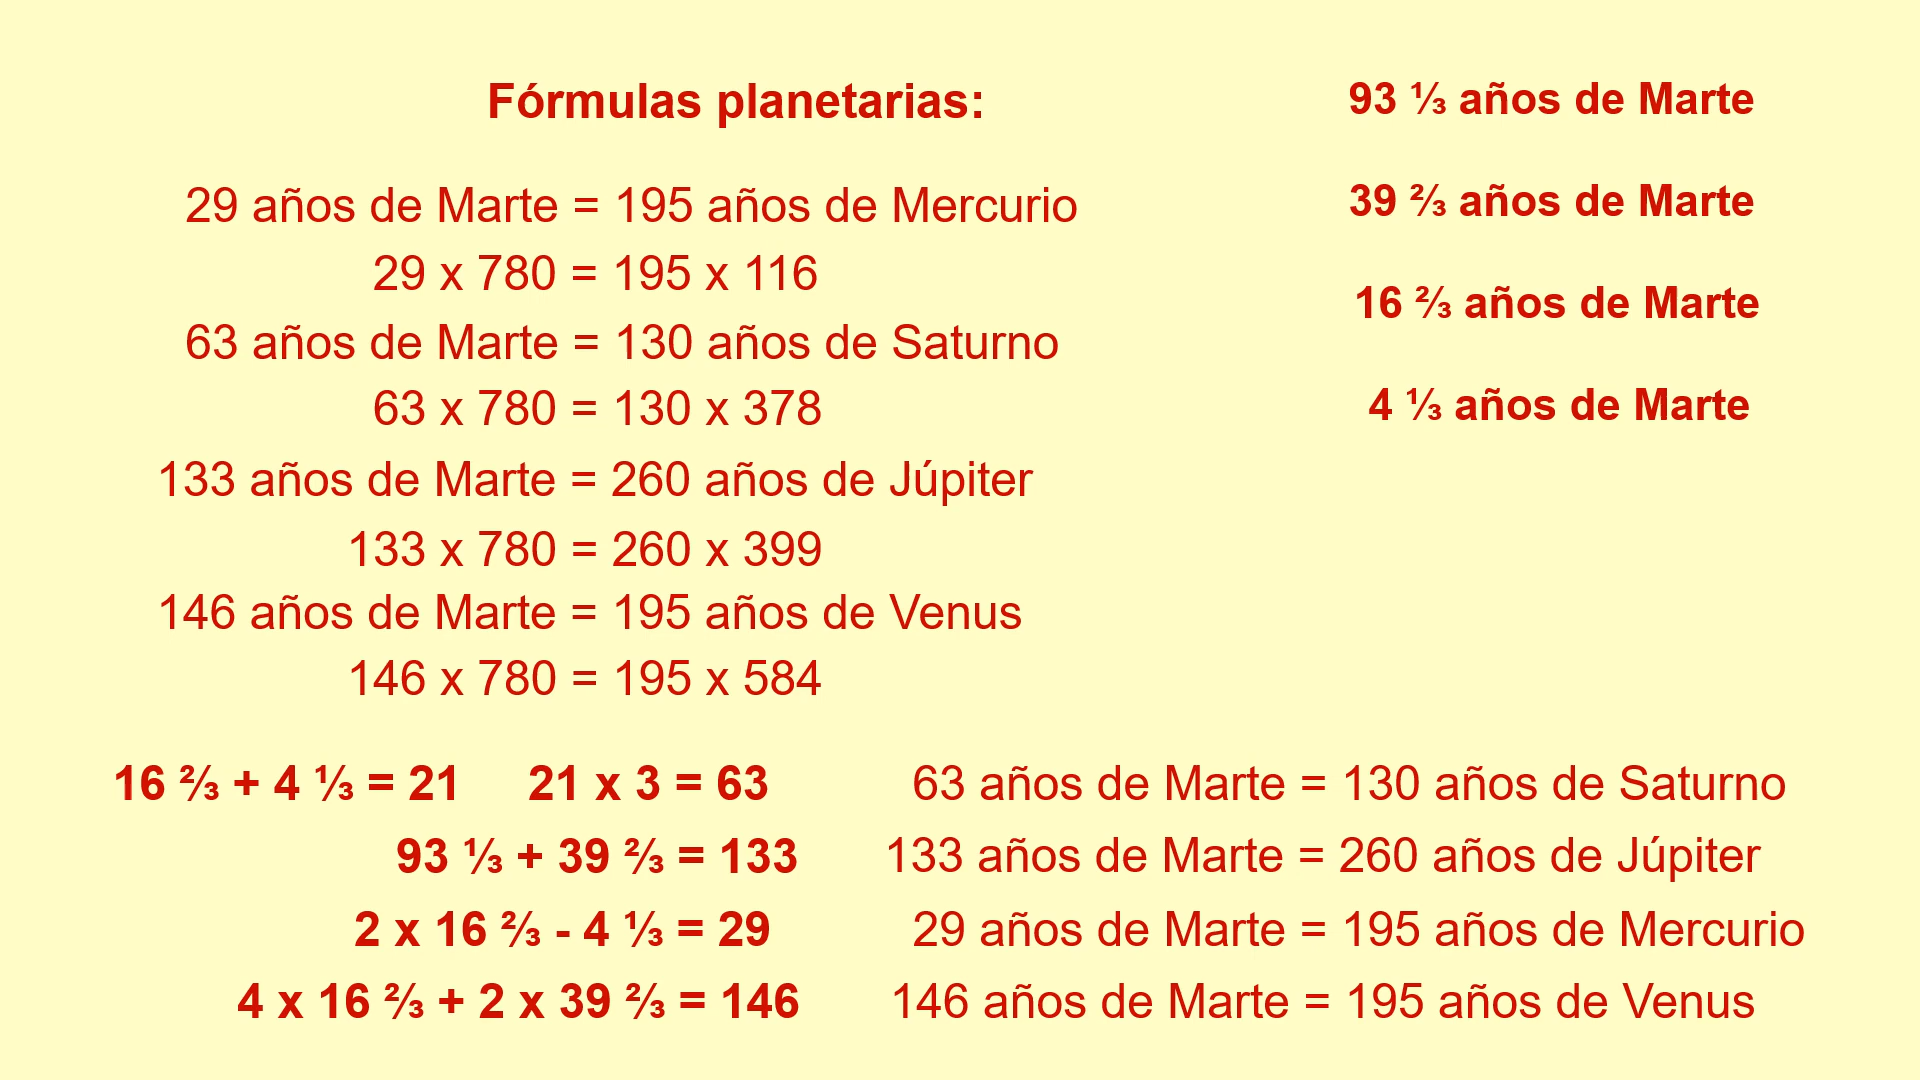 Fórmulas planetarias:
29 años de Marte = 195 años de Mercurio
29 x 780 = 195 x 116
63 años de Marte = 130 años de Saturno
63 x 780 = 130 x 378
133 años de Marte = 260 años de Júpiter
133 x 780 = 260 x 399
146 años de Marte = 195 años de Venus
146 x 780 = 195 x 584
93 ⅓ años de Marte
39 ⅔ años de Marte
16 ⅔ años de Marte
4 ⅓ años de Marte
16 ⅔ + 4 ⅓ = 21 21 x 3 = 63 63 años de Marte = 130 años de Saturno
93 ⅓ + 39 ⅔ = 133 133 años de Marte = 260 años de Júpiter
2 x 16 ⅔ - 4 ⅓ = 29 29 años de Marte = 195 años de Mercurio
4 x 16 ⅔ + 2 x 39 ⅔ = 146 146 años de Marte = 195 años de Venus